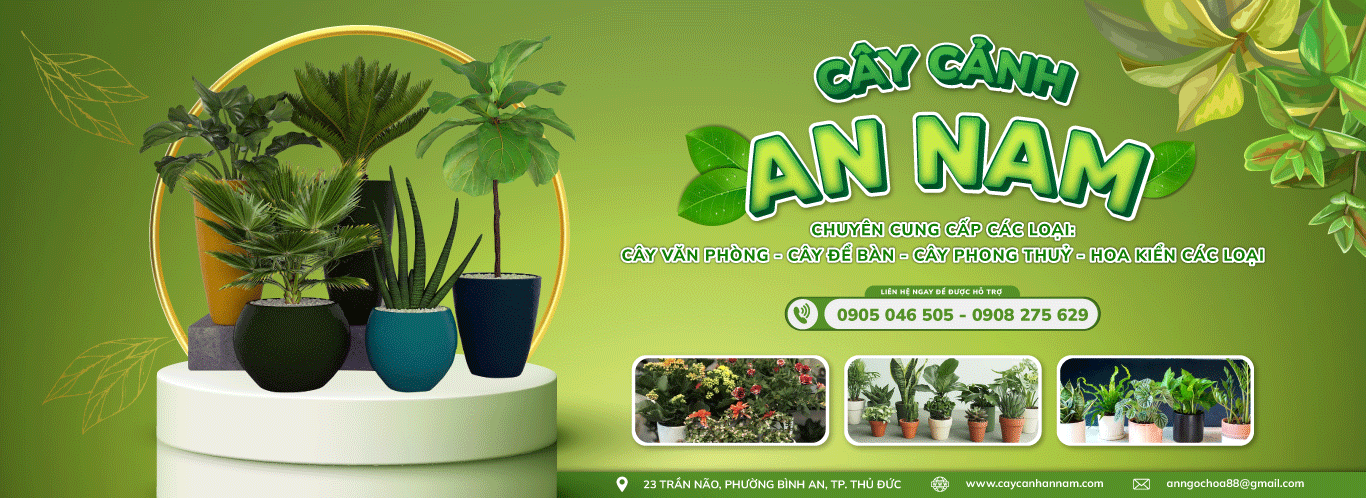 CÂY CẢNH
AN NAM
CHUYÊN CUNG CẤP CÁC LOẠI:
CÂY VĂN PHÒNG - CÂY ĐỂ BÀN - CÂY PHONG THUỶ - HOA KIỂN CÁC LOẠI
LIÊN HỆ NGAY ĐỂ ĐƯỢC HỖ TRỢ
0905 046 505 - 0908 275 629
23 TRẦN NÃO, PHƯỜNG BÌNH AN, TP. THỦ ĐỨC
www.caycanhannam.com
anngochoa88@gmail.com